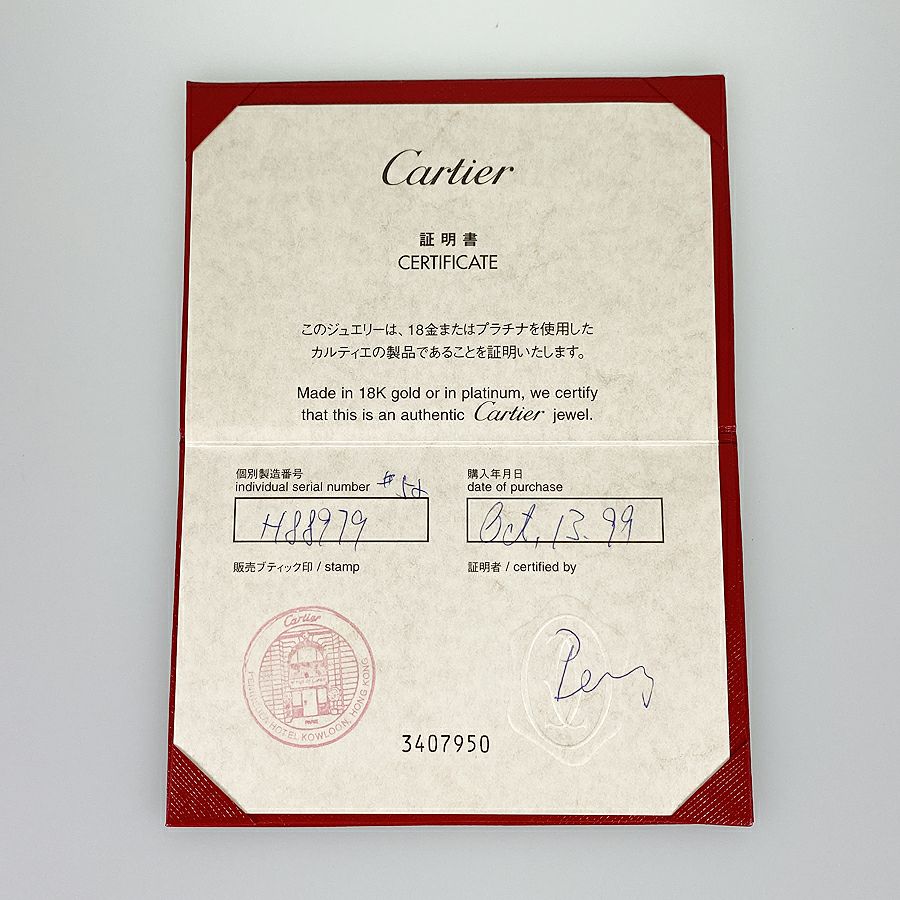 Cartier
証明書
CERTIFICATE
このジュエリーは、18金またはプラチナを使用した
カルティエの製品であることを証明いたします。
Made in 18K gold or in platinum, we certify
that this is an authentic Cartier jewel.
個別製造番号
individual serial number #52
H88979
購入年月日
date of purchase
Oct, 13. 99
販売ブティック印 / stamp
証明者 / certified by
Cartier
PARIS
HOTEL KOWLOON, HONG KONG
3407950